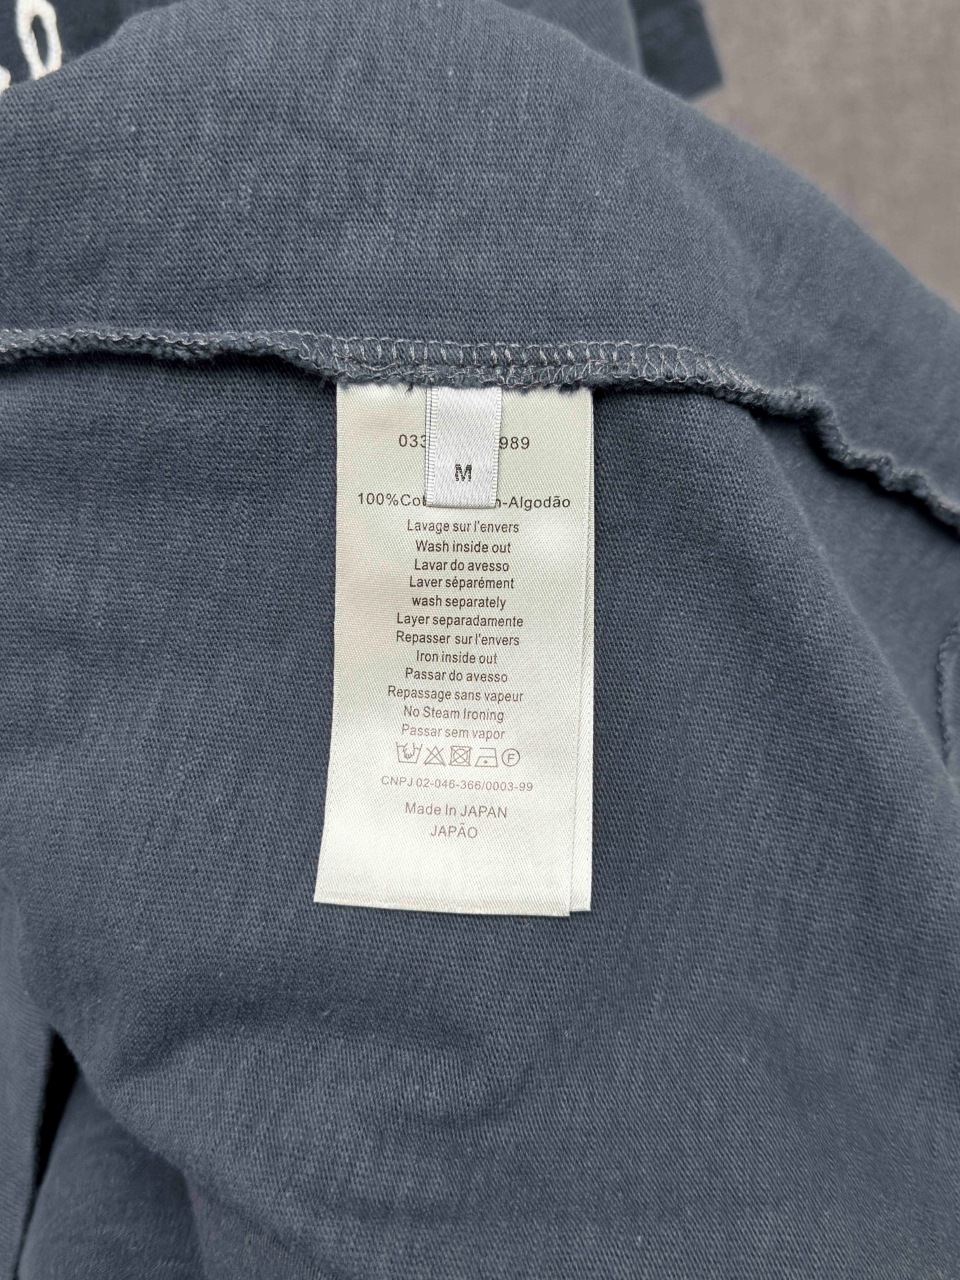 033 989
M
100%Cot n-Algodão
Lavage sur l'envers
Wash inside out
Lavar do avesso
Laver séparément
wash separately
Layer separadamente
Repasser sur l'envers
Iron inside out
Passar do avesso
Repassage sans vapeur
No Steam Ironing
Passar sem vapor
F
CNPJ 02-046-366/0003-99
Made In JAPAN
JAPÃO